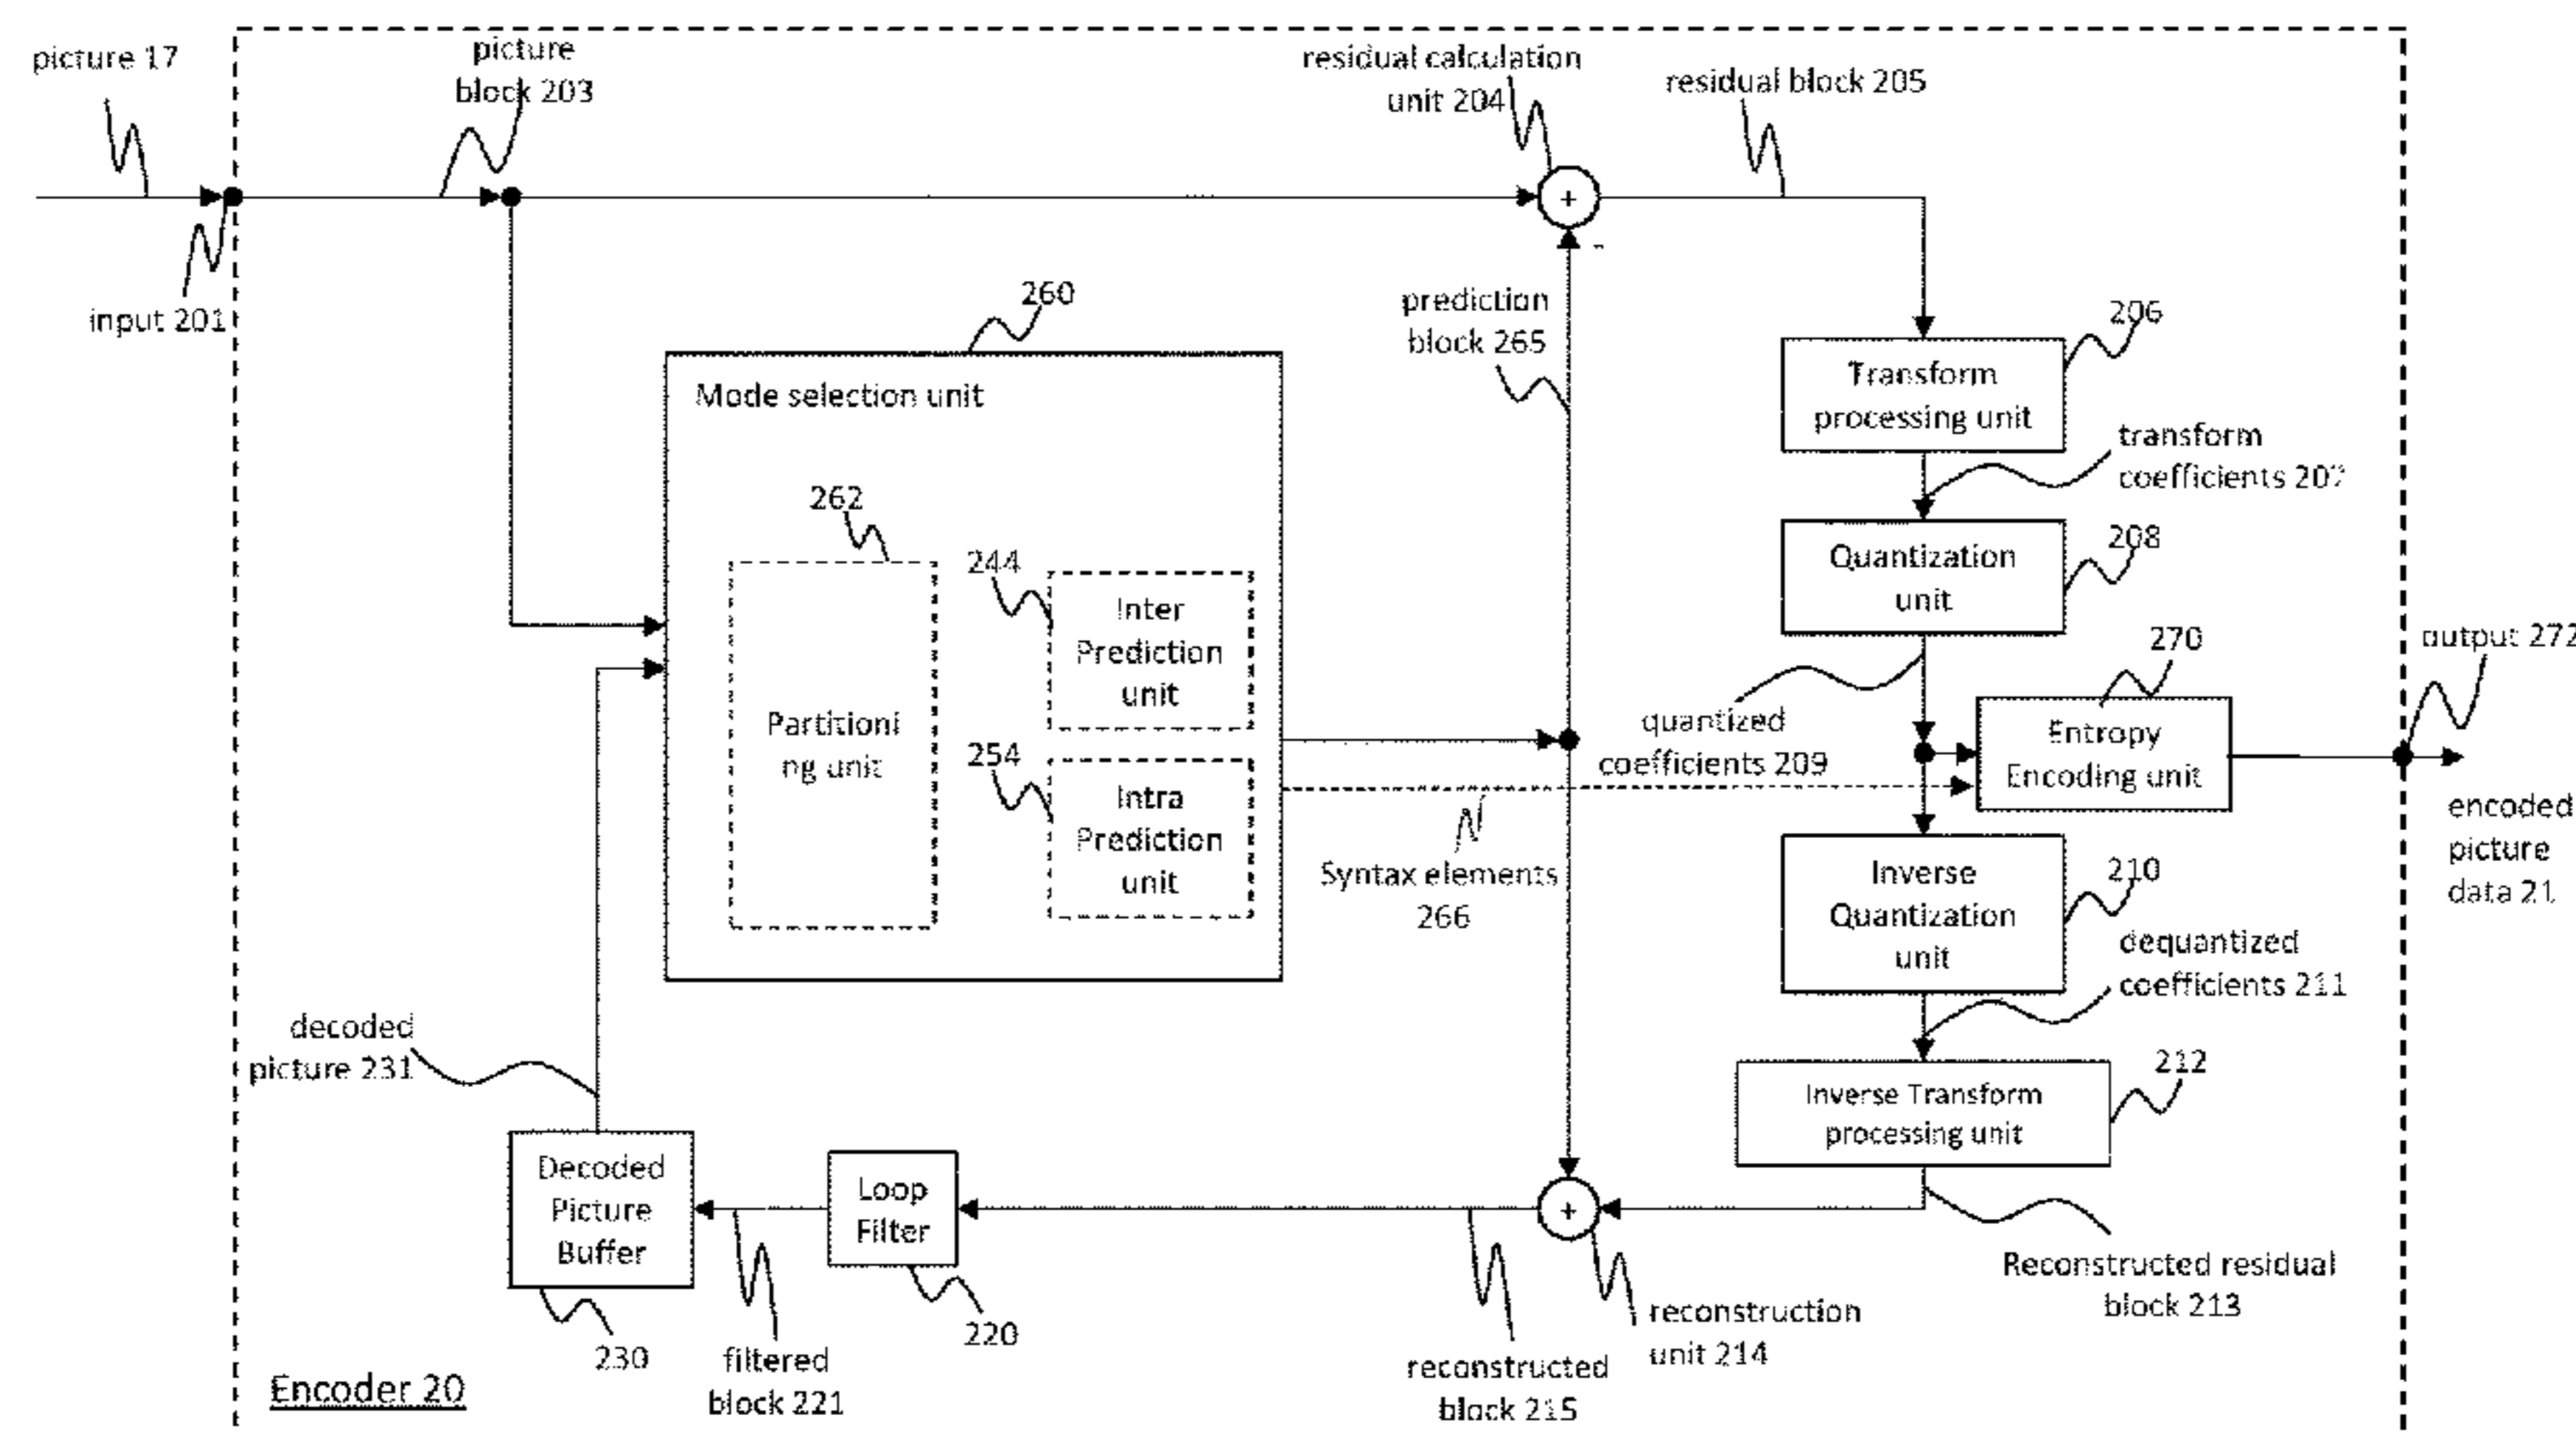 picture 17
picture
block 203
residual calculation
unit 204
residual block 205
input 201
260
prediction
block 265
206
Mode selection unit
Transform
processing unit
transform
coefficients 207
262
244
Inter
Prediction
unit
208
Quantization
unit
270
output 272
Partitioni
ng unit
254
Intra
Prediction
unit
quantized
coefficients 209
Entropy
Encoding unit
encoded
picture
data 21
Syntax elements
266
Inverse
Quantization
unit
210
dequantized
coefficients 211
decoded
picture 231
212
Inverse Transform
processing unit
Decoded
Picture
Buffer
Loop
Filter
+
+
-
Reconstructed residual
block 213
230
filtered
block 221
220
reconstructed
block 215
reconstruction
unit 214
Encoder 20